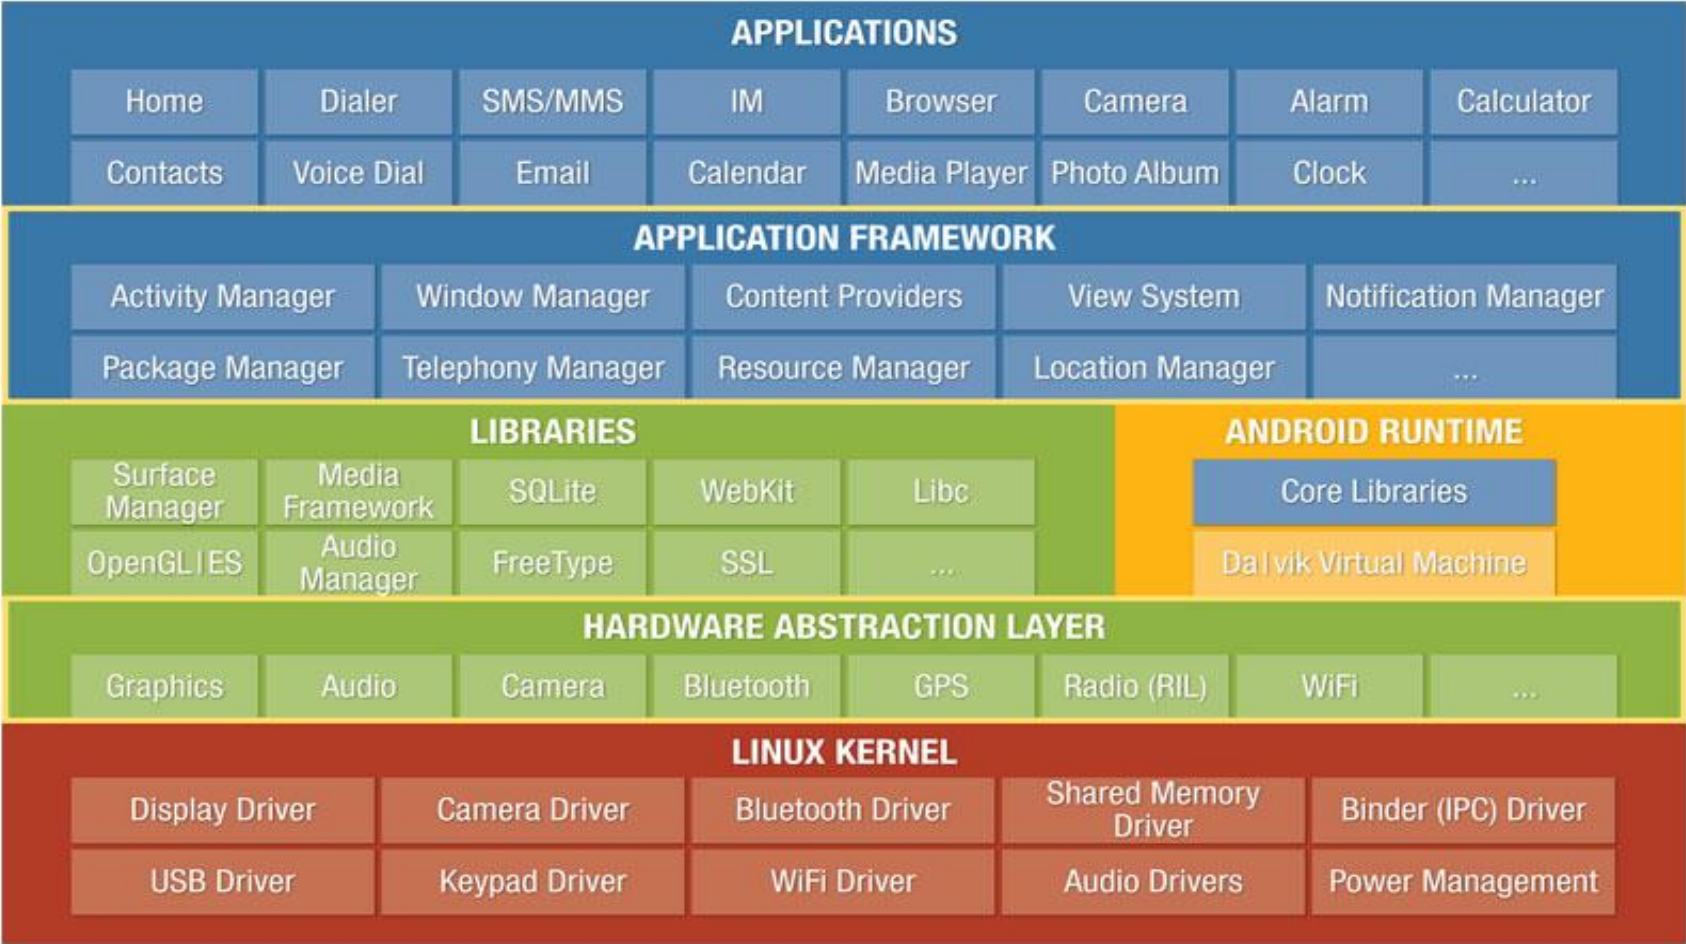 APPLICATIONS
Home Dialer SMS/MMS IM Browser Camera Alarm Calculator
Contacts Voice Dial Email Calendar Media Player Photo Album Clock ...
APPLICATION FRAMEWORK
Activity Manager Window Manager Content Providers View System Notification Manager
Package Manager Telephony Manager Resource Manager Location Manager ...
LIBRARIES
Surface Manager Media Framework SQLite WebKit Libc
OpenGL|ES Audio Manager FreeType SSL ...
ANDROID RUNTIME
Core Libraries
Dalvik Virtual Machine
HARDWARE ABSTRACTION LAYER
Graphics Audio Camera Bluetooth GPS Radio (RIL) WiFi ...
LINUX KERNEL
Display Driver Camera Driver Bluetooth Driver Shared Memory Driver Binder (IPC) Driver
USB Driver Keypad Driver WiFi Driver Audio Drivers Power Management